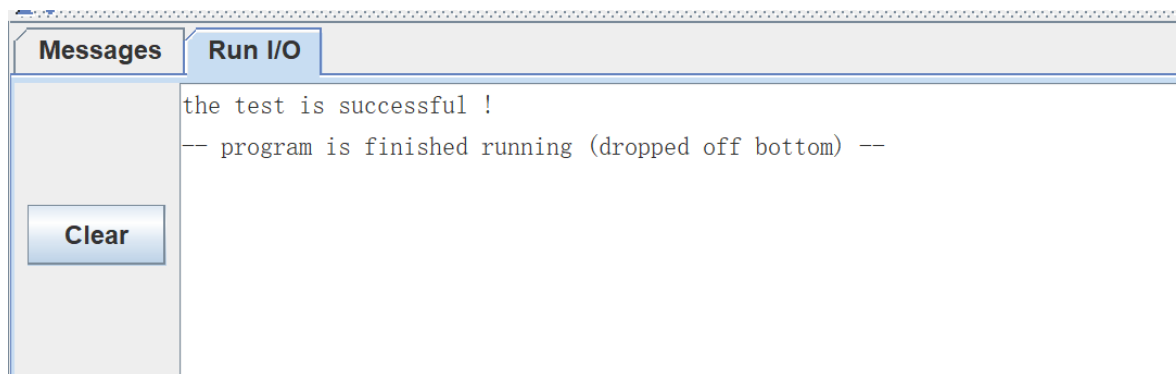 Messages Run I/O
the test is successful !
-- program is finished running (dropped off bottom) --
Clear